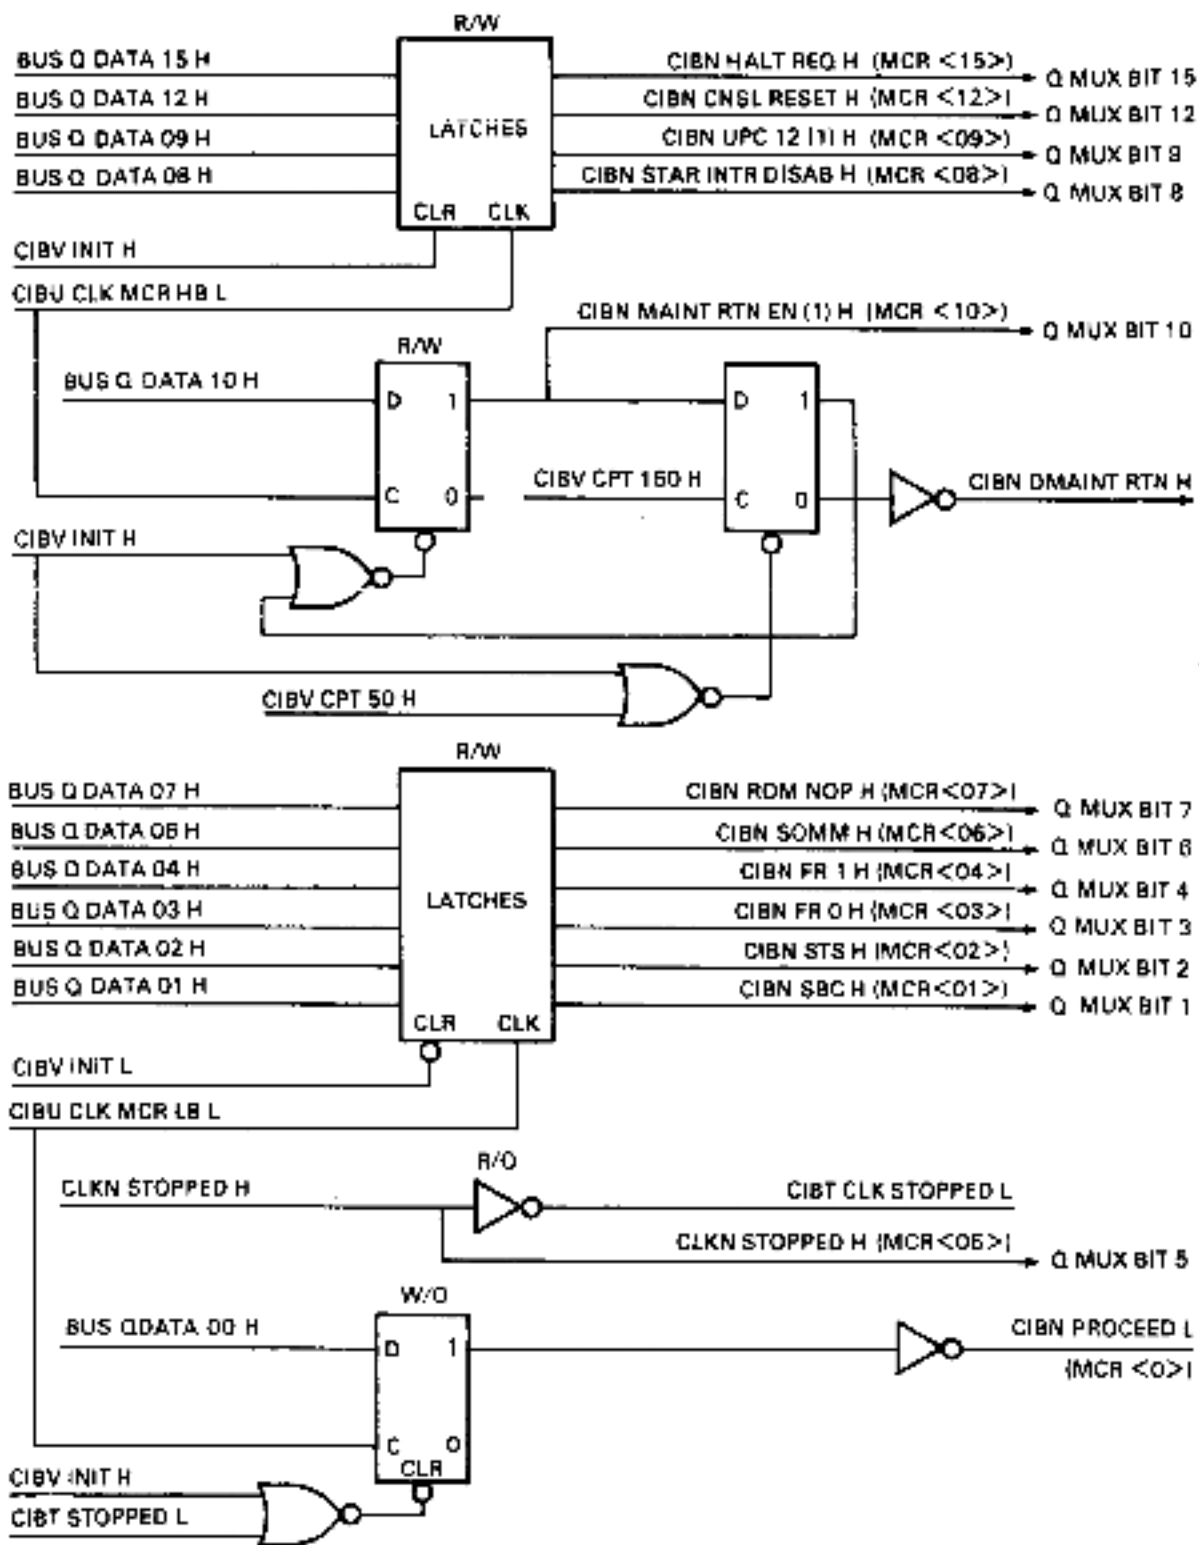 R/W
BUS Q DATA 15 H
CIBN HALT REQ H (MCR <15>)
Q MUX BIT 15
BUS Q DATA 12 H
CIBN CNSL RESET H (MCR <12>)
Q MUX BIT 12
LATCHES
BUS Q DATA 09 H
CIBN UPC 12 (1) H (MCR <09>)
Q MUX BIT 9
BUS Q DATA 08 H
CIBN STAR INTR DISAB H (MCR <08>)
Q MUX BIT 8
CLR CLK
CIBV INIT H
CIBU CLK MCR HB L
CIBN MAINT RTN EN (1) H (MCR <10>)
Q MUX BIT 10
R/W
BUS Q DATA 10 H
D 1
D 1
CIBV CPT 150 H
CIBN DMAINT RTN H
C 0
C 0
CIBV INIT H
CIBV CPT 50 H
R/W
BUS Q DATA 07 H
CIBN ROM NOP H (MCR<07>)
Q MUX BIT 7
BUS Q DATA 06 H
CIBN SOMM H (MCR<06>)
Q MUX BIT 6
BUS Q DATA 04 H
CIBN FR 1 H (MCR<04>)
Q MUX BIT 4
LATCHES
BUS Q DATA 03 H
CIBN FR 0 H (MCR <03>)
Q MUX BIT 3
BUS Q DATA 02 H
CIBN STS H (MCR<02>)
Q MUX BIT 2
BUS Q DATA 01 H
CIBN SBC H (MCR<01>)
Q MUX BIT 1
CLR CLK
CIBV INIT L
CIBU CLK MCR LB L
R/O
CLKN STOPPED H
CIBT CLK STOPPED L
CLKN STOPPED H (MCR<05>)
Q MUX BIT 5
W/O
BUS QDATA 00 H
D 1
CIBN PROCEED L
(MCR <0>)
C 0
CLR
CIBV INIT H
CIBT STOPPED L